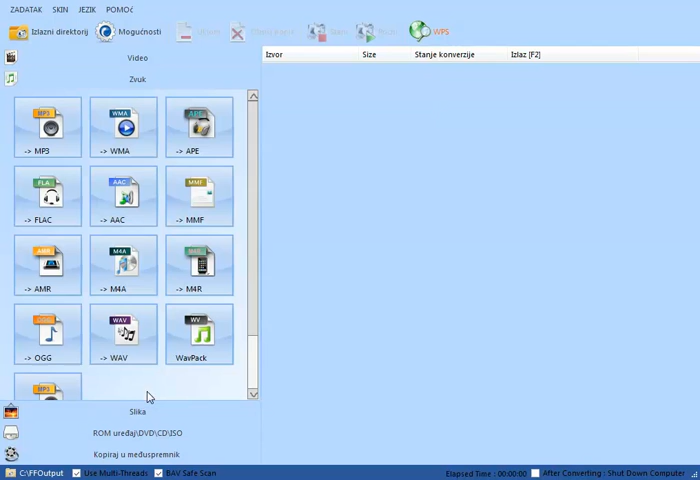 ZADATAK SKIN JEZIK POMOĆ
Izlazni direktorij Mogućnosti WPS
Video
Zvuk
Izvor Size Stanje konverzije Izlaz [F2]
MP3 WMA APE
-> MP3 -> WMA -> APE
FLA AAC MMF
-> FLAC -> AAC -> MMF
AMR M4A M4R
-> AMR -> M4A -> M4R
OGG WAV WV
-> OGG -> WAV WavPack
MP3
Slika
ROM uređaj\DVD\CD\ISO
Kopiraj u međuspremnik
C:\FFOutput Use Multi-Threads BAV Safe Scan Elapsed Time : 00:00:00 After Converting : Shut Down Computer